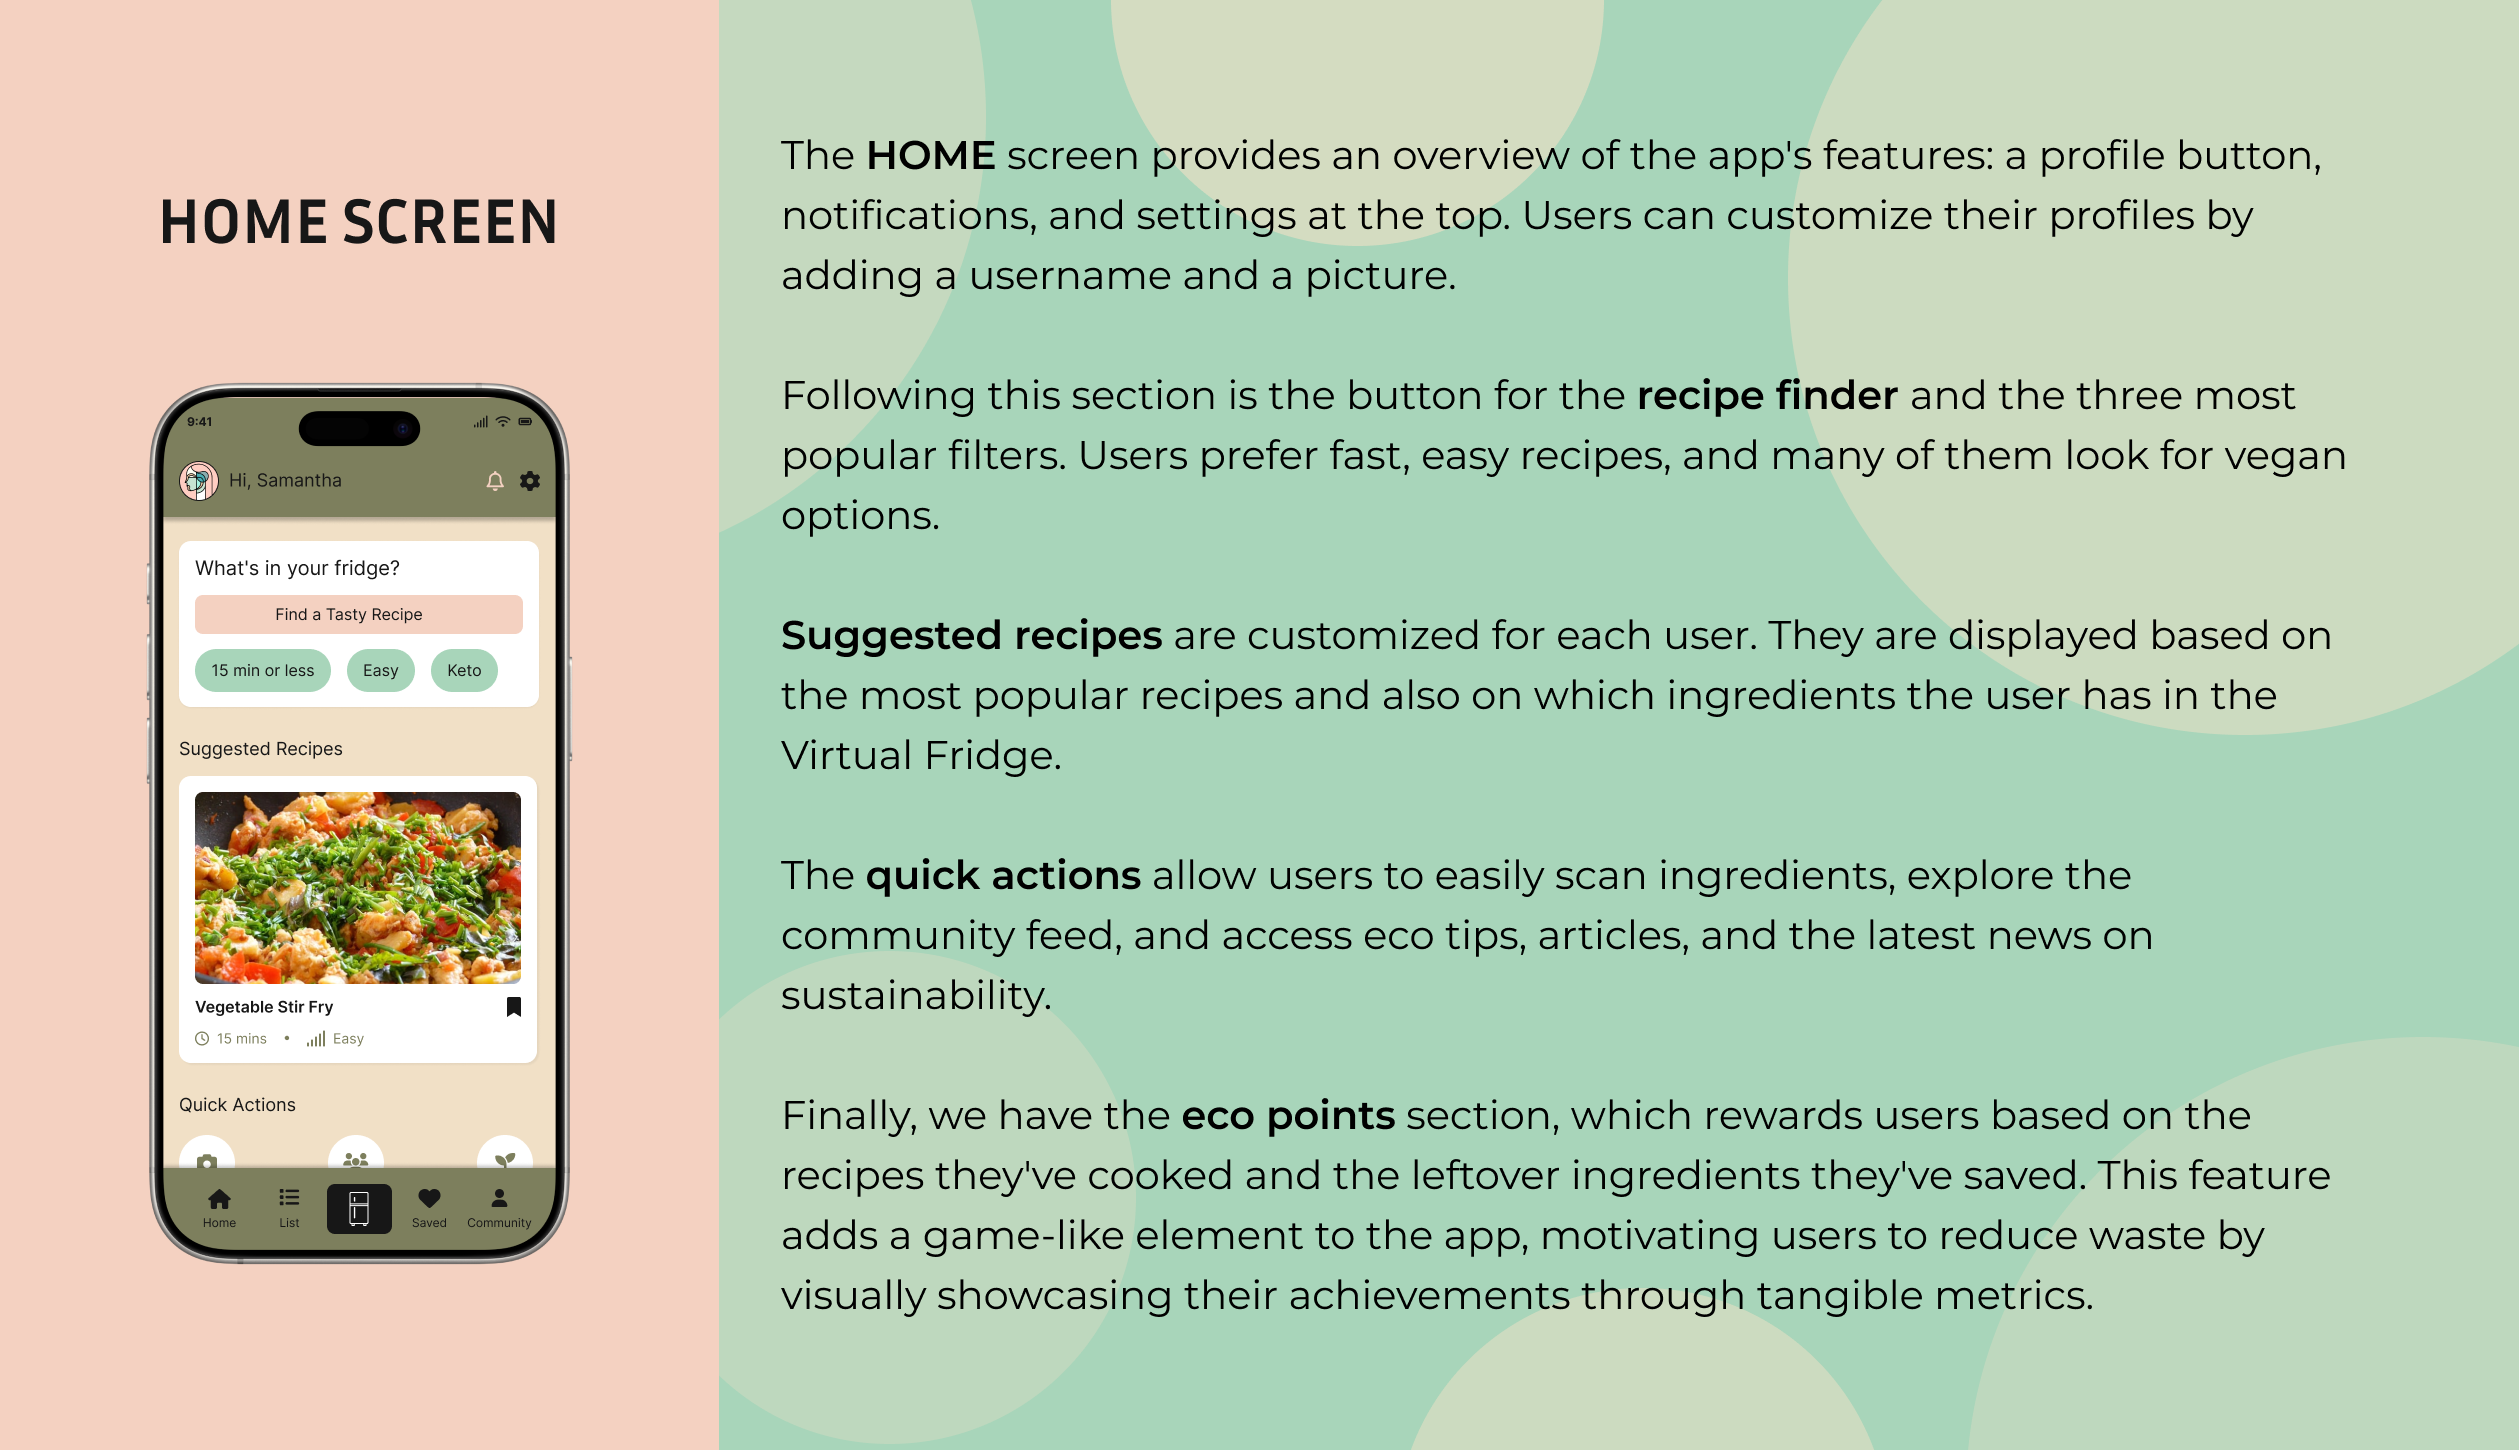 HOME SCREEN
9:41
Hi, Samantha
What's in your fridge?
Find a Tasty Recipe
15 min or less Easy Keto
Suggested Recipes
Vegetable Stir Fry
15 mins • Easy
Quick Actions
Home List Saved Community
The HOME screen provides an overview of the app's features: a profile button,
notifications, and settings at the top. Users can customize their profiles by
adding a username and a picture.
Following this section is the button for the recipe finder and the three most
popular filters. Users prefer fast, easy recipes, and many of them look for vegan
options.
Suggested recipes are customized for each user. They are displayed based on
the most popular recipes and also on which ingredients the user has in the
Virtual Fridge.
The quick actions allow users to easily scan ingredients, explore the
community feed, and access eco tips, articles, and the latest news on
sustainability.
Finally, we have the eco points section, which rewards users based on the
recipes they've cooked and the leftover ingredients they've saved. This feature
adds a game-like element to the app, motivating users to reduce waste by
visually showcasing their achievements through tangible metrics.